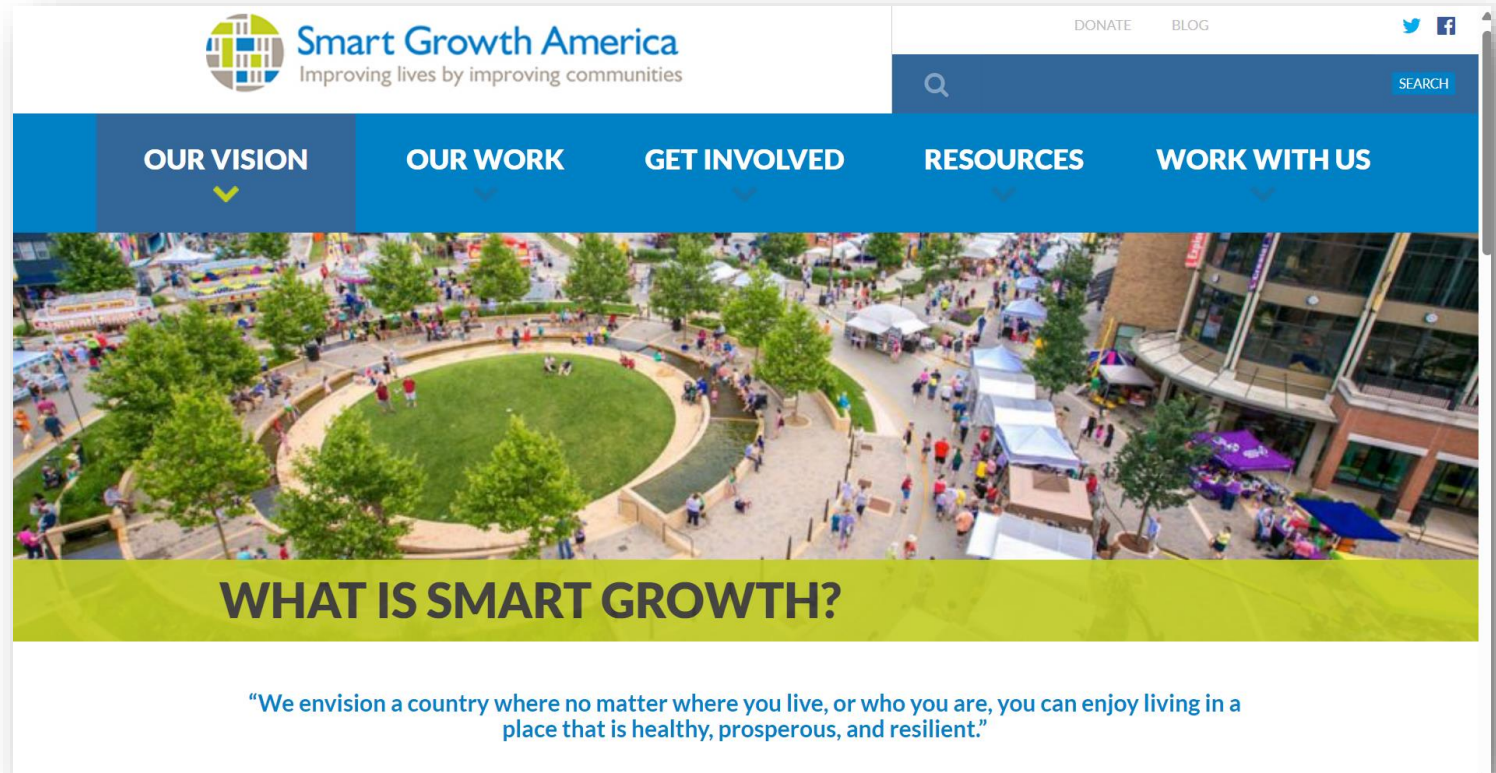 Smart Growth America
Improving lives by improving communities
DONATE BLOG
SEARCH
OUR VISION OUR WORK GET INVOLVED RESOURCES WORK WITH US
Explor
WHAT IS SMART GROWTH?
“We envision a country where no matter where you live, or who you are, you can enjoy living in a
place that is healthy, prosperous, and resilient.”